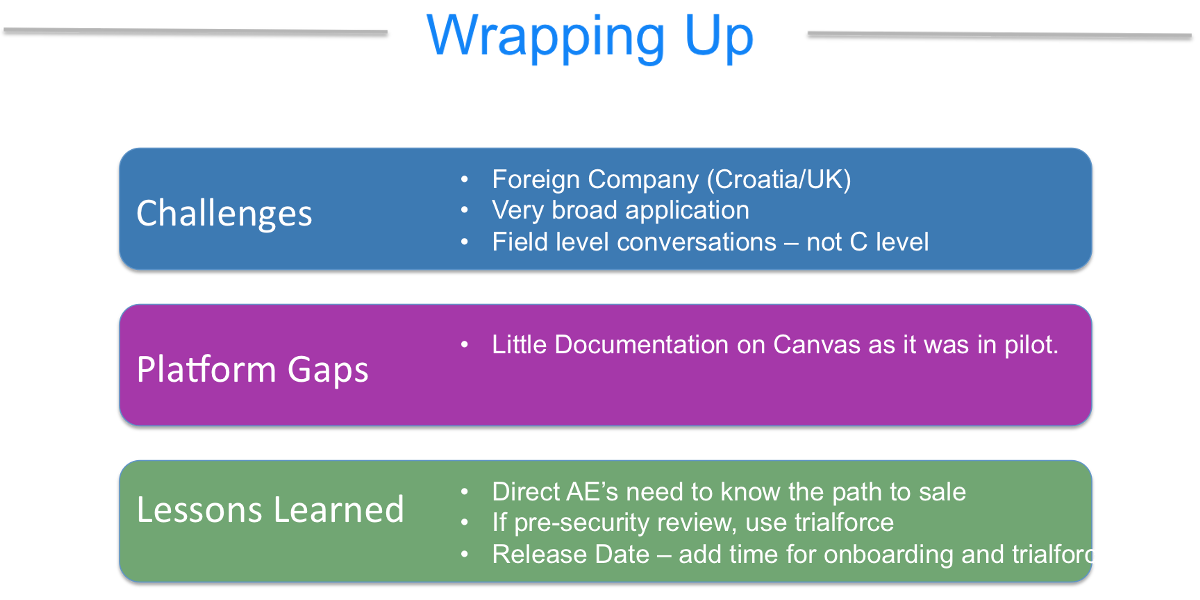 Wrapping Up
Challenges
• Foreign Company (Croatia/UK)
• Very broad application
• Field level conversations – not C level
Platform Gaps
• Little Documentation on Canvas as it was in pilot.
Lessons Learned
• Direct AE’s need to know the path to sale
• If pre-security review, use trialforce
• Release Date – add time for onboarding and trialforc